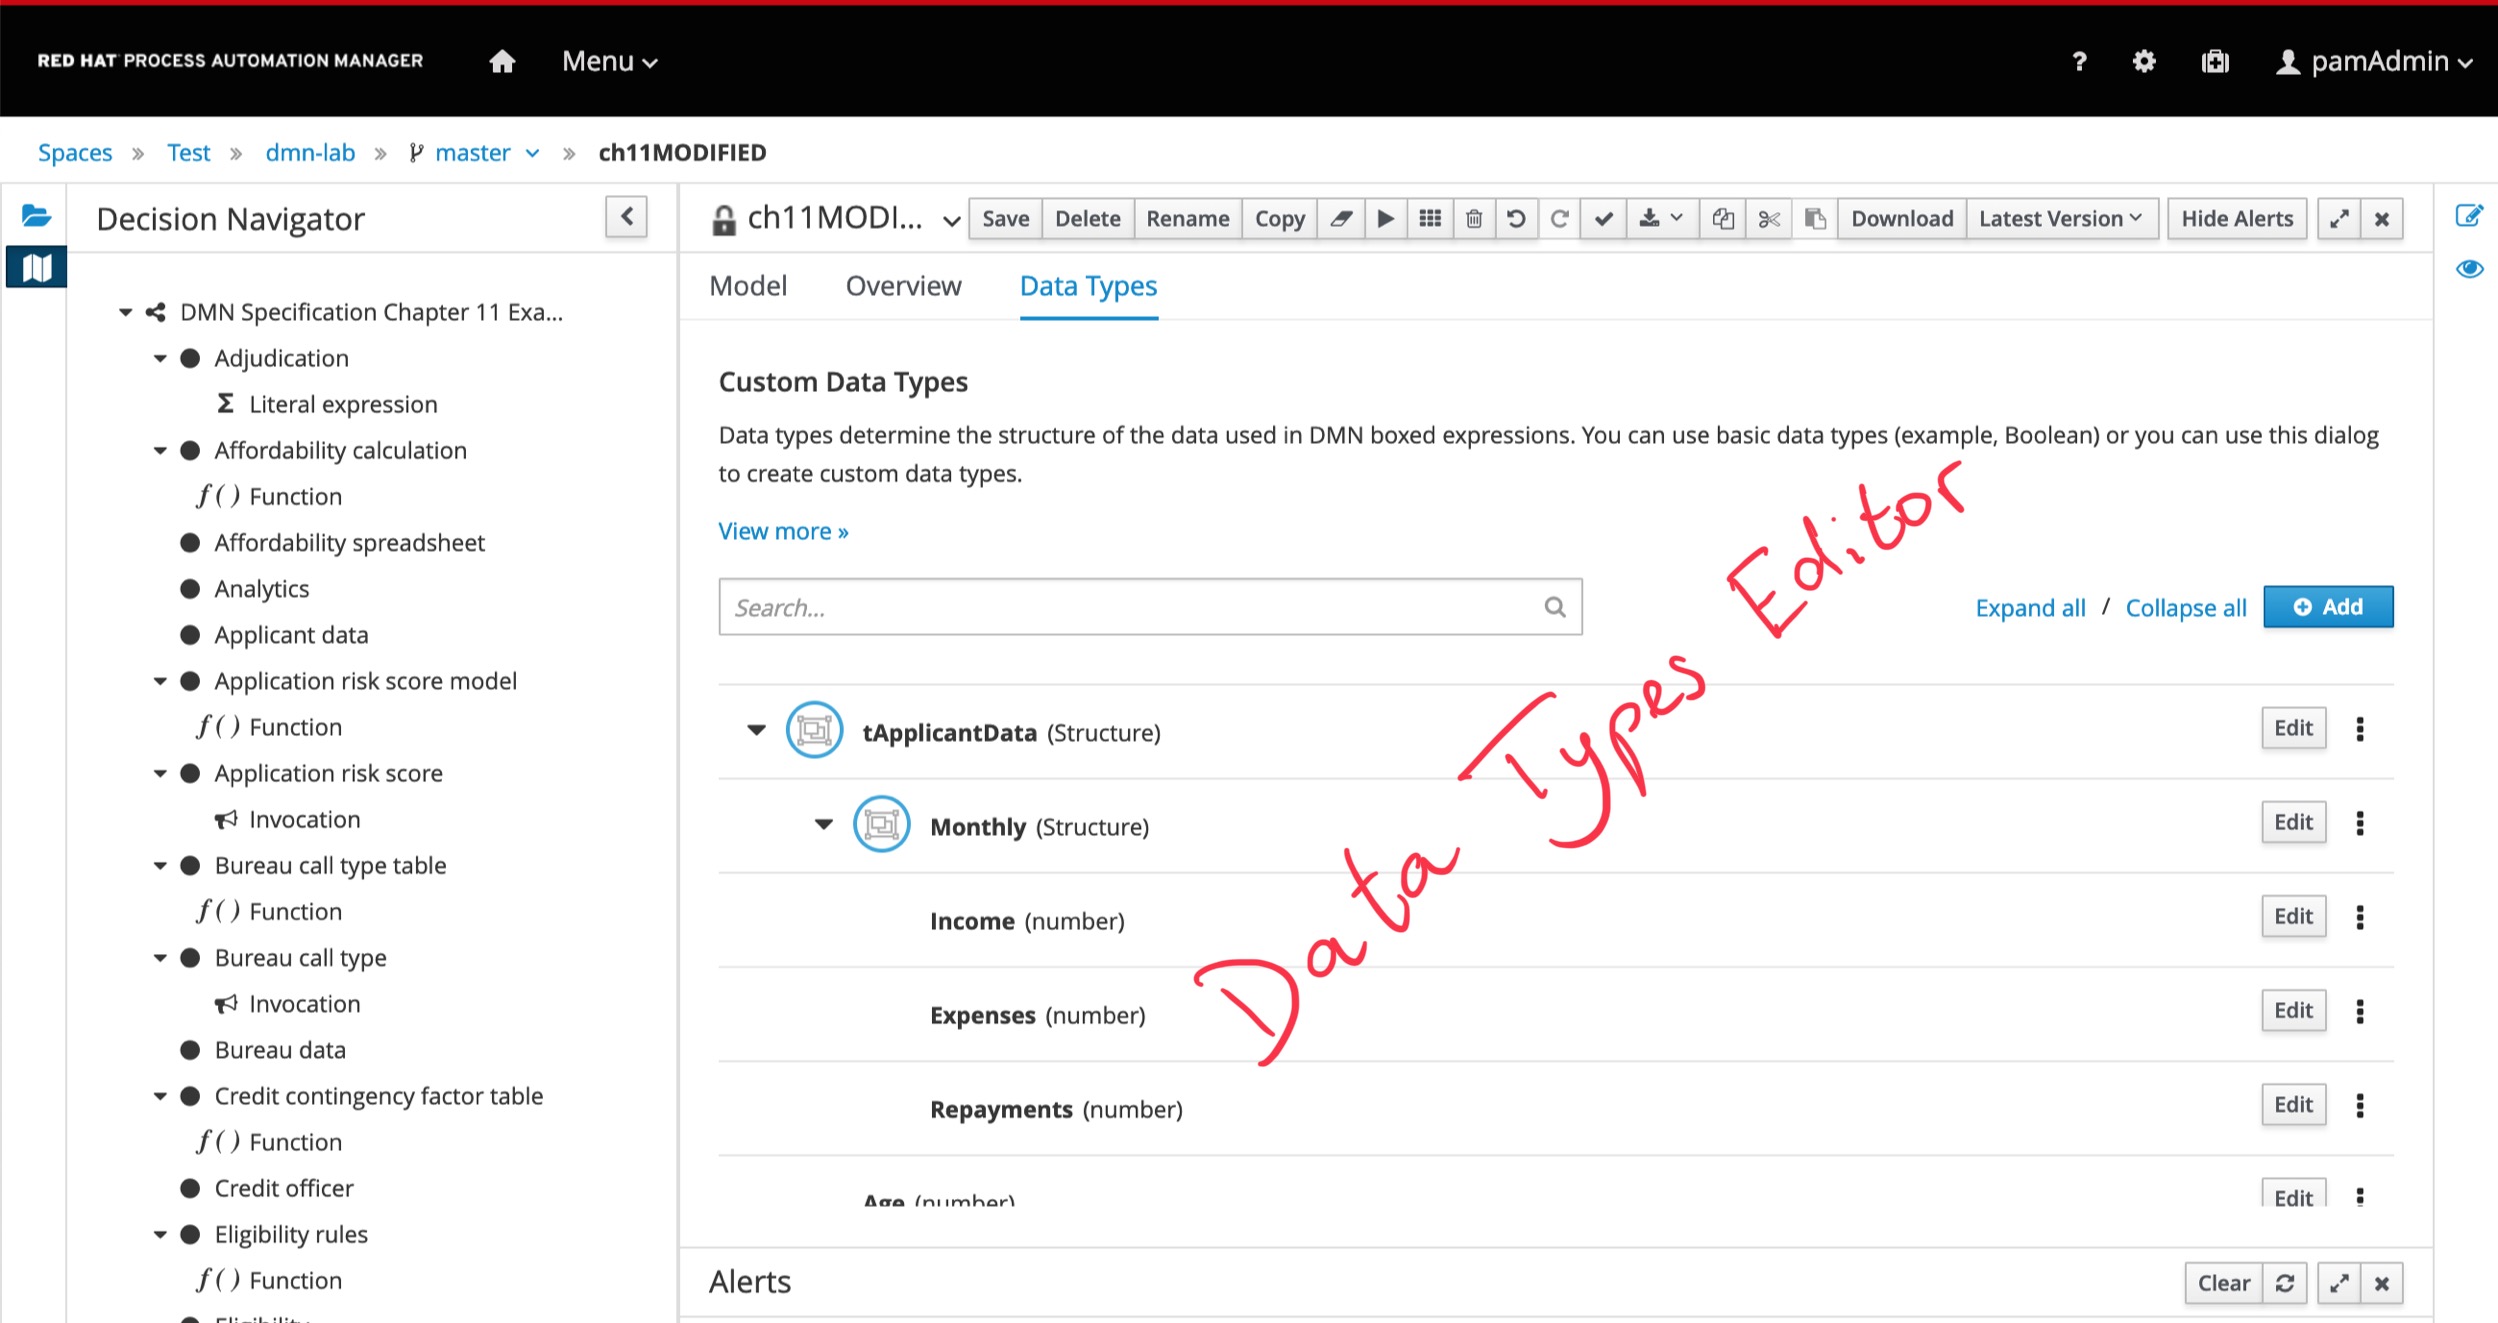 RED HAT PROCESS AUTOMATION MANAGER Menu ? pamAdmin
Spaces » Test » dmn-lab » master » ch11MODIFIED
Decision Navigator
DMN Specification Chapter 11 Exa...
Adjudication
Σ Literal expression
Affordability calculation
f ( ) Function
Affordability spreadsheet
Analytics
Applicant data
Application risk score model
f ( ) Function
Application risk score
Invocation
Bureau call type table
f ( ) Function
Bureau call type
Invocation
Bureau data
Credit contingency factor table
f ( ) Function
Credit officer
Eligibility rules
f ( ) Function
ch11MODI... Save Delete Rename Copy Download Latest Version Hide Alerts
Model Overview Data Types
Custom Data Types
Data types determine the structure of the data used in DMN boxed expressions. You can use basic data types (example, Boolean) or you can use this dialog
to create custom data types.
View more »
Search...
Expand all / Collapse all Add
tApplicantData (Structure) Edit
Monthly (Structure) Edit
Income (number) Edit
Expenses (number) Edit
Repayments (number) Edit
Age (number) Edit
Data Types Editor
Alerts Clear